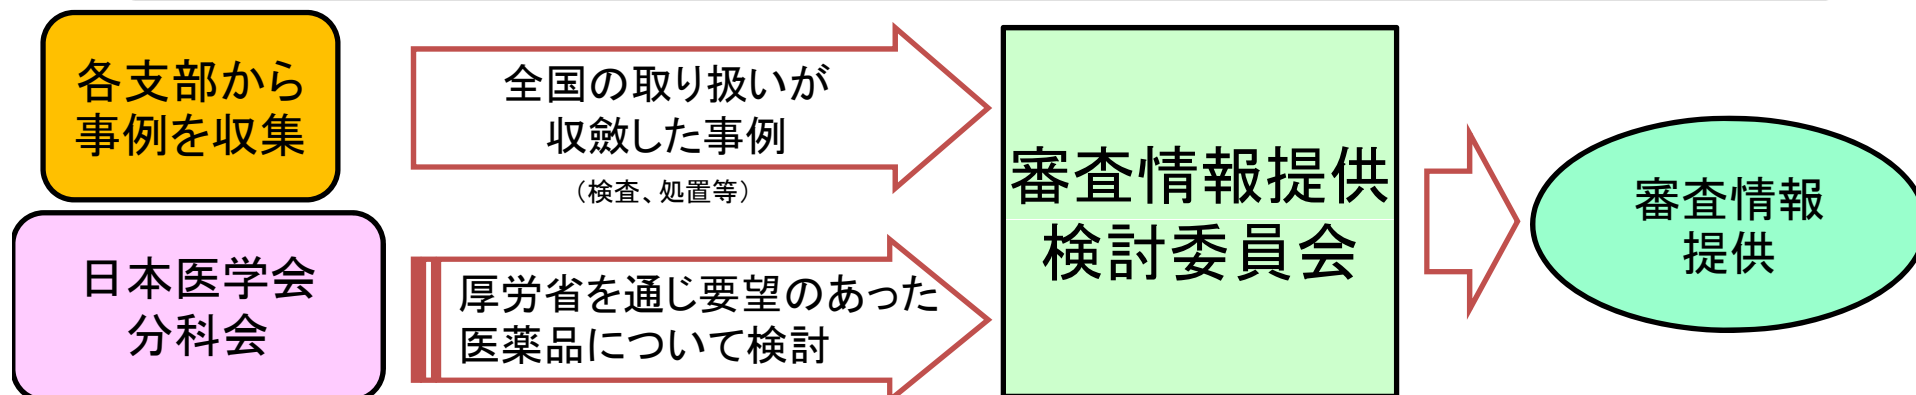 各支部から
事例を収集
全国の取り扱いが
収斂した事例
（検査、処置等）
日本医学会
分科会
厚労省を通じ要望のあった
医薬品について検討
審査情報提供
検討委員会
審査情報
提供